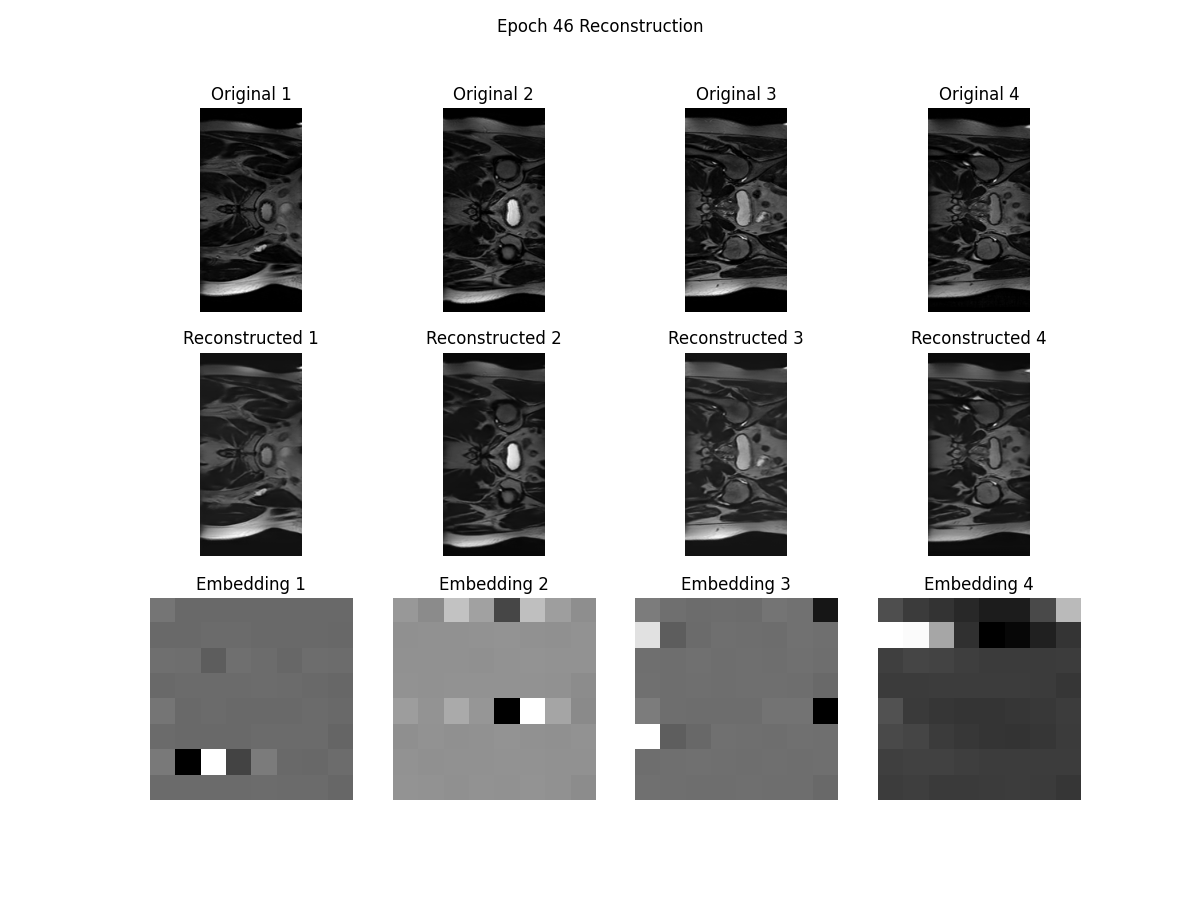 Epoch 46 Reconstruction
Original 1
Original 2
Original 3
Original 4
Reconstructed 1
Reconstructed 2
Reconstructed 3
Reconstructed 4
Embedding 1
Embedding 2
Embedding 3
Embedding 4